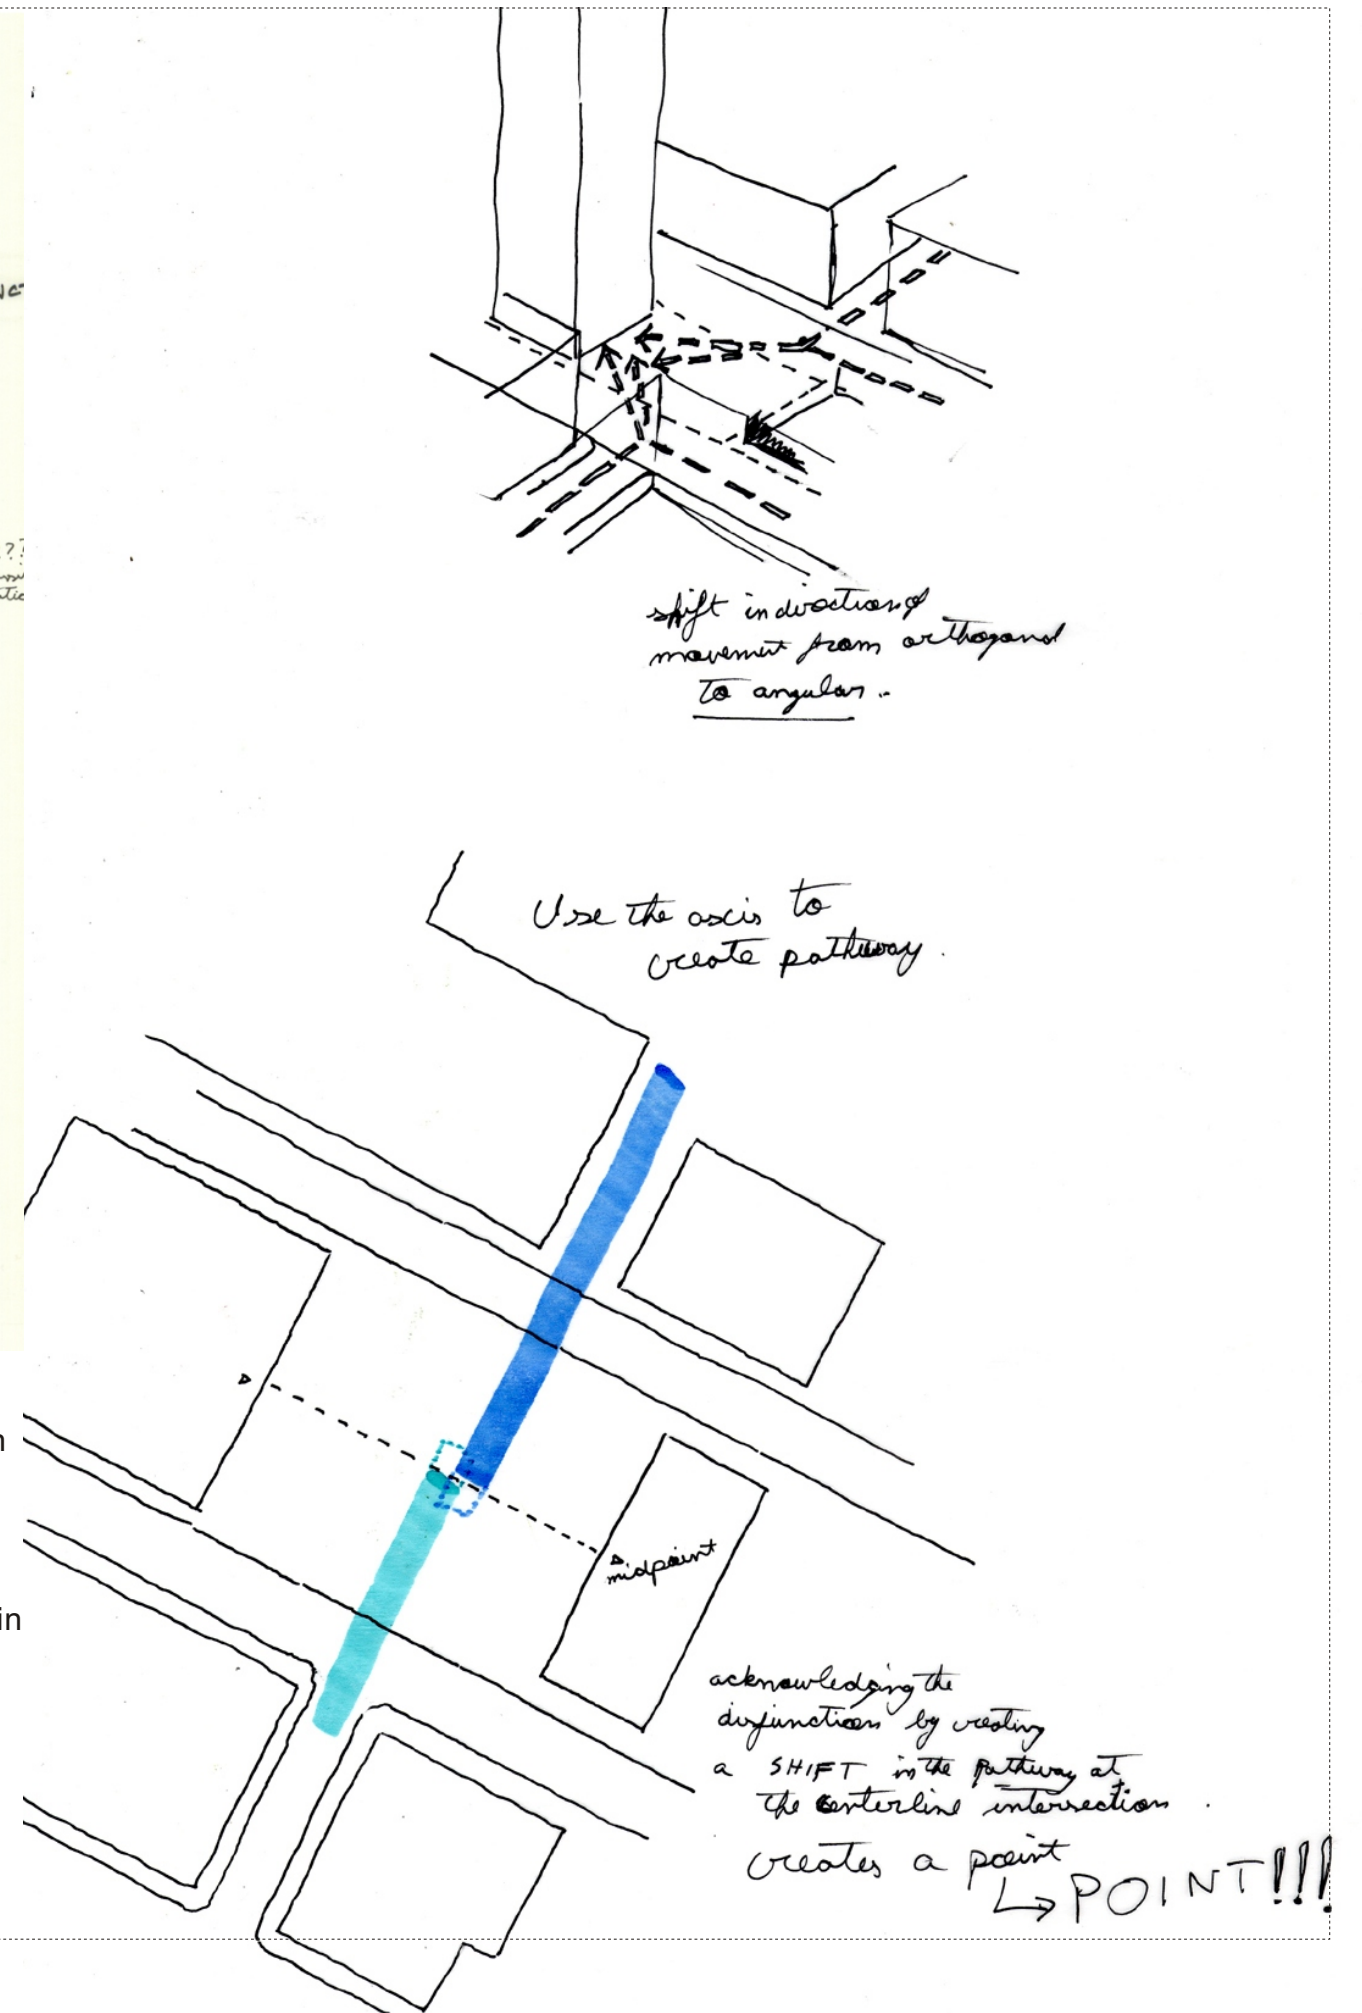 ??
n
in
shift in direction of
movement from orthogonal
to angular..
Use the axis to
create pathway.
midpoint
acknowledging the
disjunction by creating
a SHIFT in the pathway at
the centerline intersection.
creates a point
↳ POINT!!!